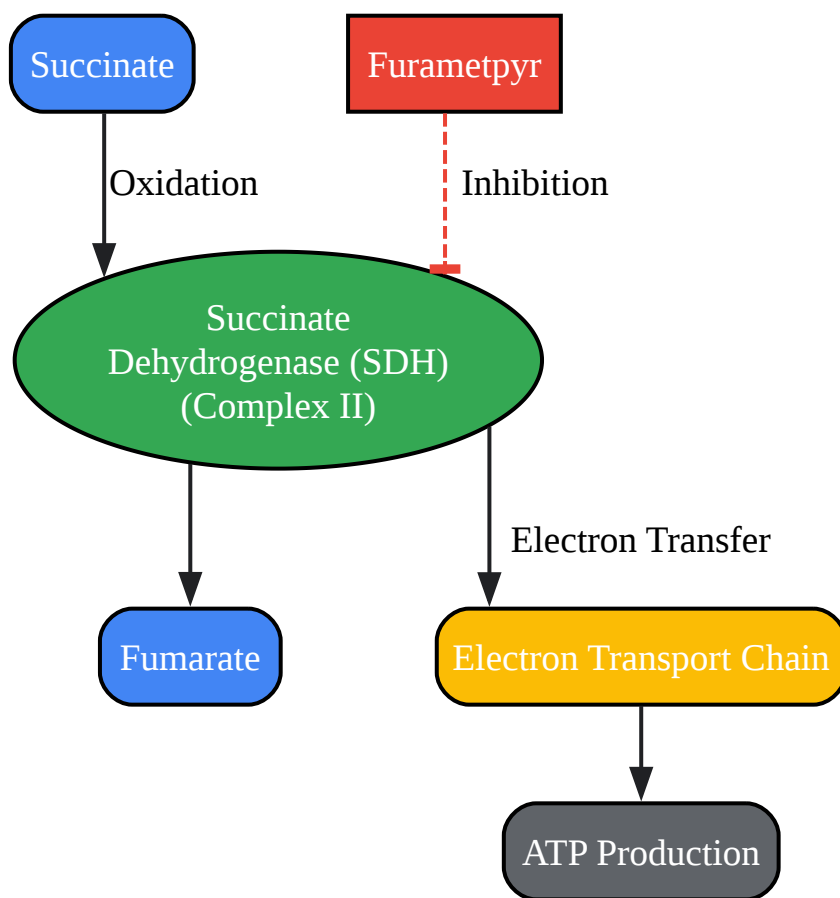 Succinate
Furametpyr
Oxidation
Inhibition
Succinate
Dehydrogenase (SDH)
(Complex II)
Electron Transfer
Fumarate
Electron Transport Chain
ATP Production